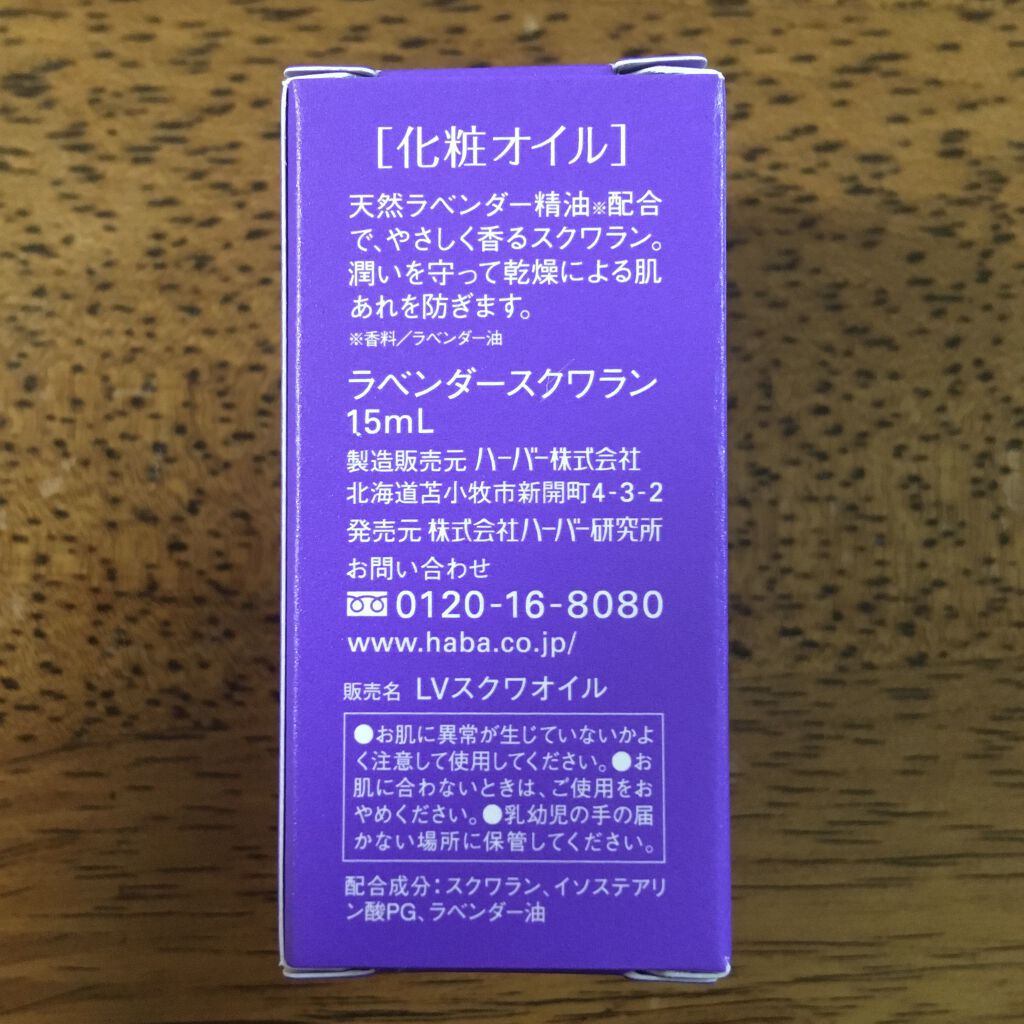 [化粧オイル]
天然ラベンダー精油※配合
で、やさしく香るスクワラン。
潤いを守って乾燥による肌
あれを防ぎます。
※香料/ラベンダー油
ラベンダースクワラン
15mL
製造販売元 ハーバー株式会社
北海道苫小牧市新開町4-3-2
発売元 株式会社ハーバー研究所
お問い合わせ
0120-16-8080
www.haba.co.jp/
販売名 LVスクワオイル
●お肌に異常が生じていないかよ
く注意して使用してください。●お
肌に合わないときは、ご使用をお
やめください。●乳幼児の手の届
かない場所に保管してください。
配合成分:スクワラン、イソステアリ
ン酸PG、ラベンダー油